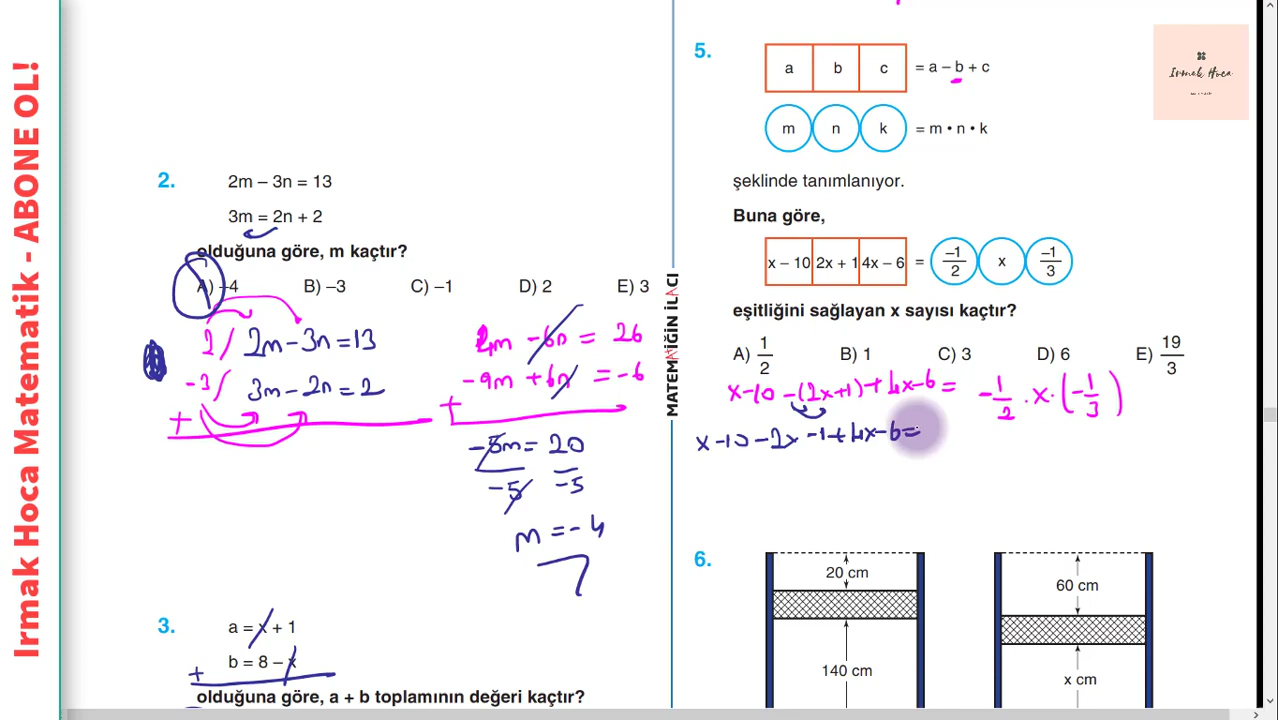 Irmak Hoca Matematik - ABONE OL!
2.
2m – 3n = 13
3m = 2n + 2
olduğuna göre, m kaçtır?
A) –4 B) –3 C) –1 D) 2 E) 3
2/ 2m-3n=13
-3/ 3m-2n=2
+
2m -6n = 26
-9m +6n = -6
+
-5m = 20
-5 -5
m = -4
3.
a = x + 1
b = 8 – x
+
olduğuna göre, a + b toplamının değeri kaçtır?
MATEMATİĞİN İLACI
5.
a b c = a – b + c
m n k = m • n • k
şeklinde tanımlanıyor.
Buna göre,
x – 10 2x + 1 4x – 6 = –1/2 x –1/3
eşitliğini sağlayan x sayısı kaçtır?
A) 1/2 B) 1 C) 3 D) 6 E) 19/3
x-10 -(2x+1)+4x-6 = -1/2 . x . (-1/3)
x-10-2x-1+4x-6=
6.
20 cm
140 cm
60 cm
x cm
Irmak Hoca